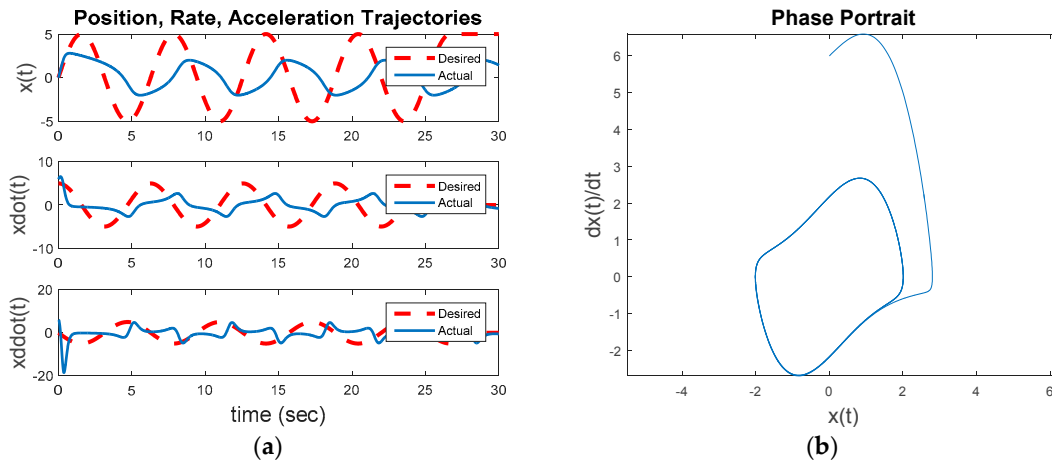 Position, Rate, Acceleration Trajectories
x(t)
5
0
-5
Desired
Actual
0 5 10 15 20 25 30
xdot(t)
10
0
-10
Desired
Actual
0 5 10 15 20 25 30
xddot(t)
20
0
-20
Desired
Actual
0 5 10 15 20 25 30
time (sec)
(a)
Phase Portrait
dx(t)/dt
6
5
4
3
2
1
0
-1
-2
-4 -2 0 2 4 6
x(t)
(b)